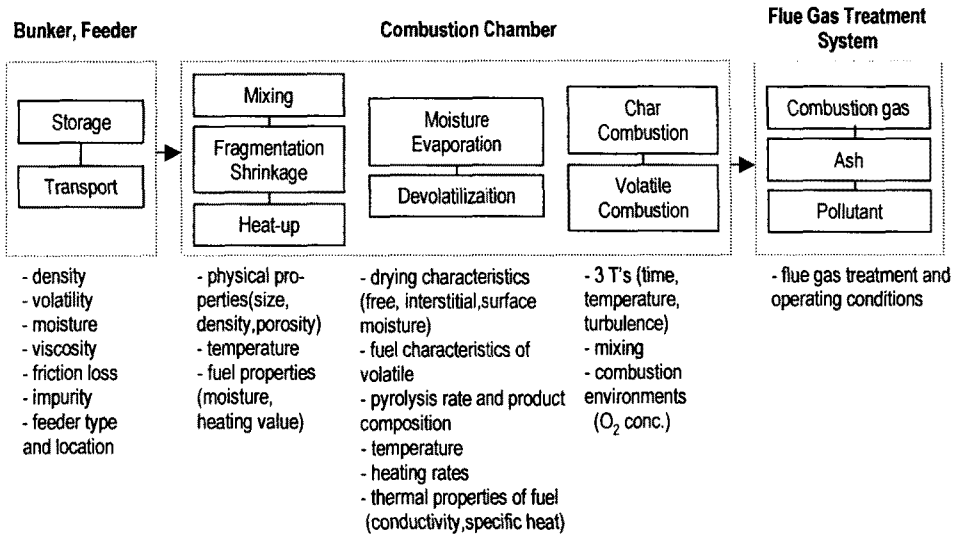 Bunker, Feeder
Combustion Chamber
Flue Gas Treatment
System
Storage
Transport
Mixing
Fragmentation
Shrinkage
Heat-up
Moisture
Evaporation
Devolatilizaition
Char
Combustion
Volatile
Combustion
Combustion gas
Ash
Pollutant
- density
- volatility
- moisture
- viscosity
- friction loss
- impurity
- feeder type
and location
- physical pro-
perties(size,
density,porosity)
- temperature
- fuel properties
(moisture,
heating value)
- drying characteristics
(free, interstitial,surface
moisture)
- fuel characteristics of
volatile
- pyrolysis rate and product
composition
- temperature
- heating rates
- thermal properties of fuel
(conductivity,specific heat)
- 3 T's (time,
temperature,
turbulence)
- mixing
- combustion
environments
(O₂ conc.)
- flue gas treatment and
operating conditions